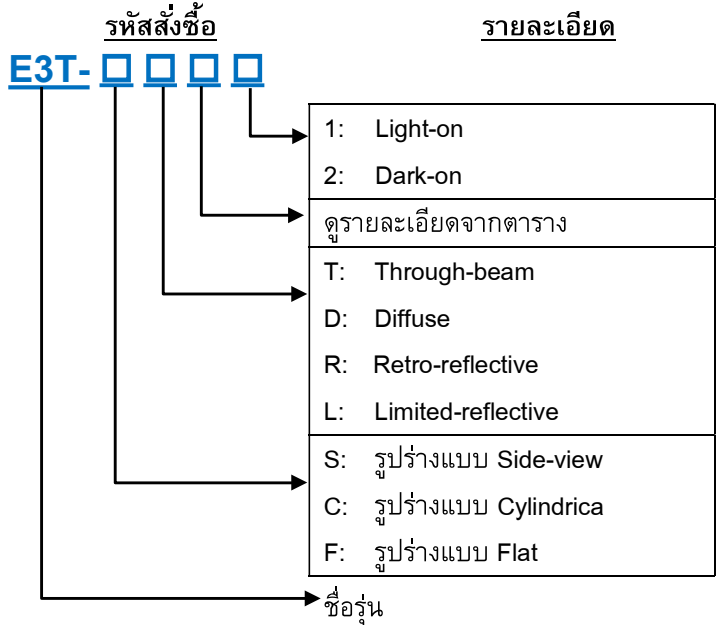 รหัสสั่งซื้อ รายละเอียด
E3T- □ □ □ □
1: Light-on
2: Dark-on
ดูรายละเอียดจากตาราง
T: Through-beam
D: Diffuse
R: Retro-reflective
L: Limited-reflective
S: รูปร่างแบบ Side-view
C: รูปร่างแบบ Cylindrica
F: รูปร่างแบบ Flat
ชื่อรุ่น